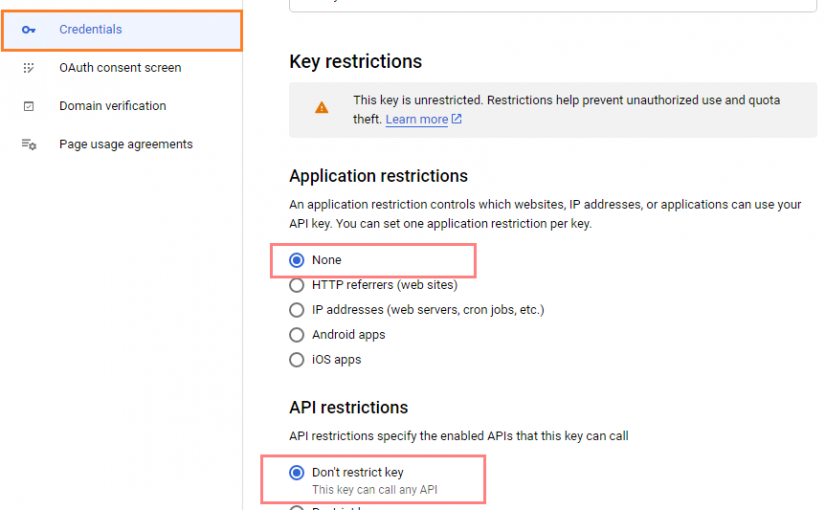 Credentials
OAuth consent screen
Domain verification
Page usage agreements
Key restrictions
This key is unrestricted. Restrictions help prevent unauthorized use and quota
theft. Learn more
Application restrictions
An application restriction controls which websites, IP addresses, or applications can use your
API key. You can set one application restriction per key.
None
HTTP referrers (web sites)
IP addresses (web servers, cron jobs, etc.)
Android apps
iOS apps
API restrictions
API restrictions specify the enabled APIs that this key can call
Don't restrict key
This key can call any API